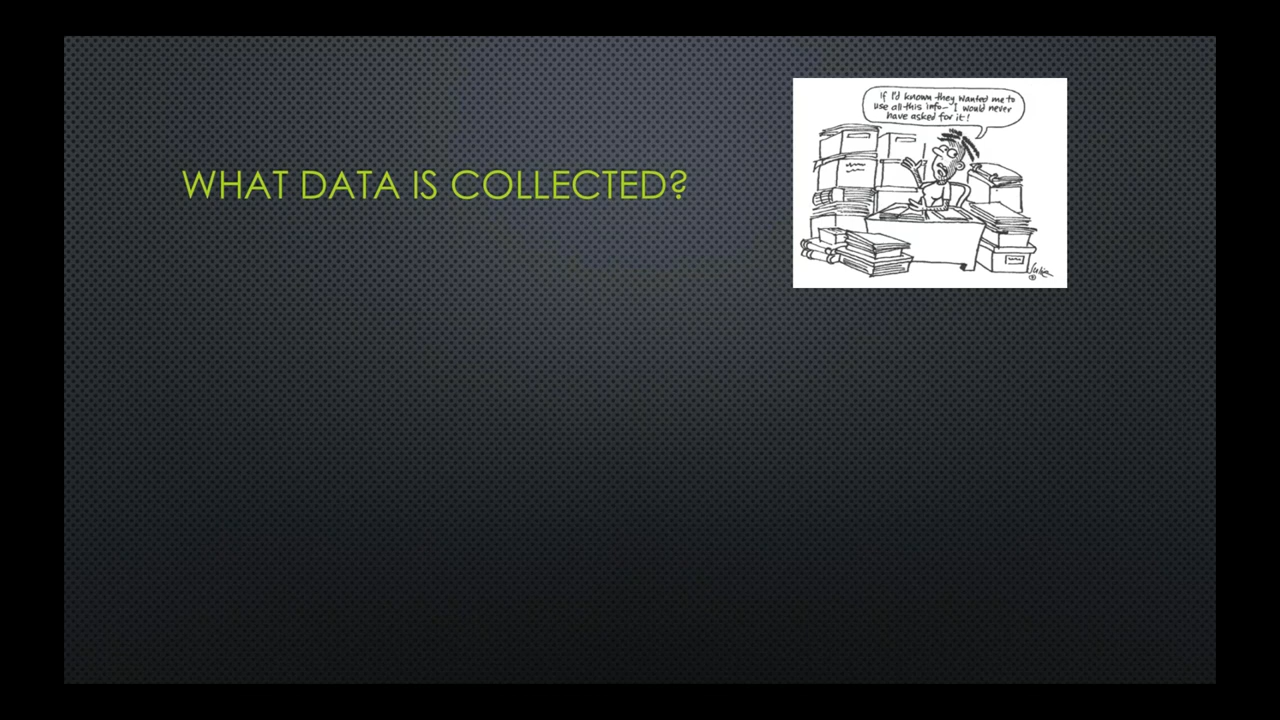 WHAT DATA IS COLLECTED?
If I'd known they wanted me to
use all this info- I would never
have asked for it!